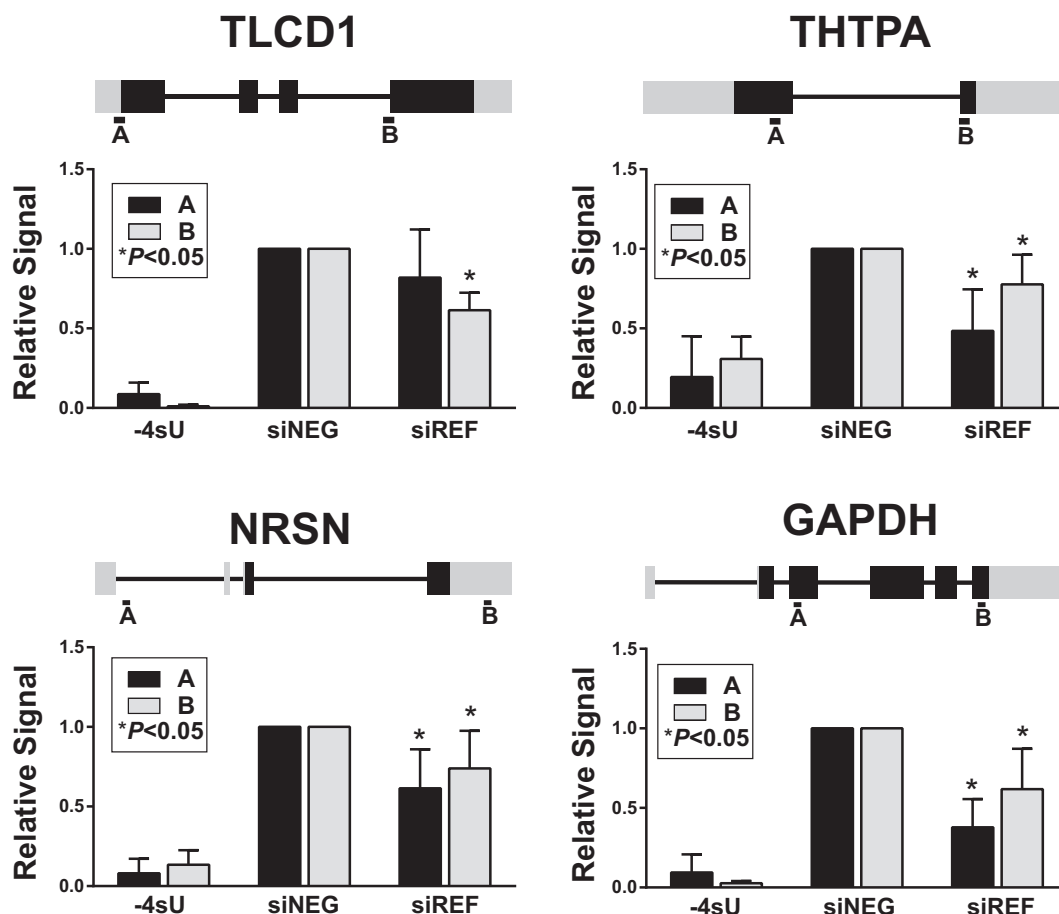 TLCD1
A
B
Relative Signal
1.5
1.0
0.5
0.0
A
B
*P<0.05
*
-4sU
siNEG
siREF
THTPA
A
B
Relative Signal
1.5
1.0
0.5
0.0
A
B
*P<0.05
*
*
-4sU
siNEG
siREF
NRSN
A
B
Relative Signal
1.5
1.0
0.5
0.0
A
B
*P<0.05
*
*
-4sU
siNEG
siREF
GAPDH
A
B
Relative Signal
1.5
1.0
0.5
0.0
A
B
*P<0.05
*
*
-4sU
siNEG
siREF